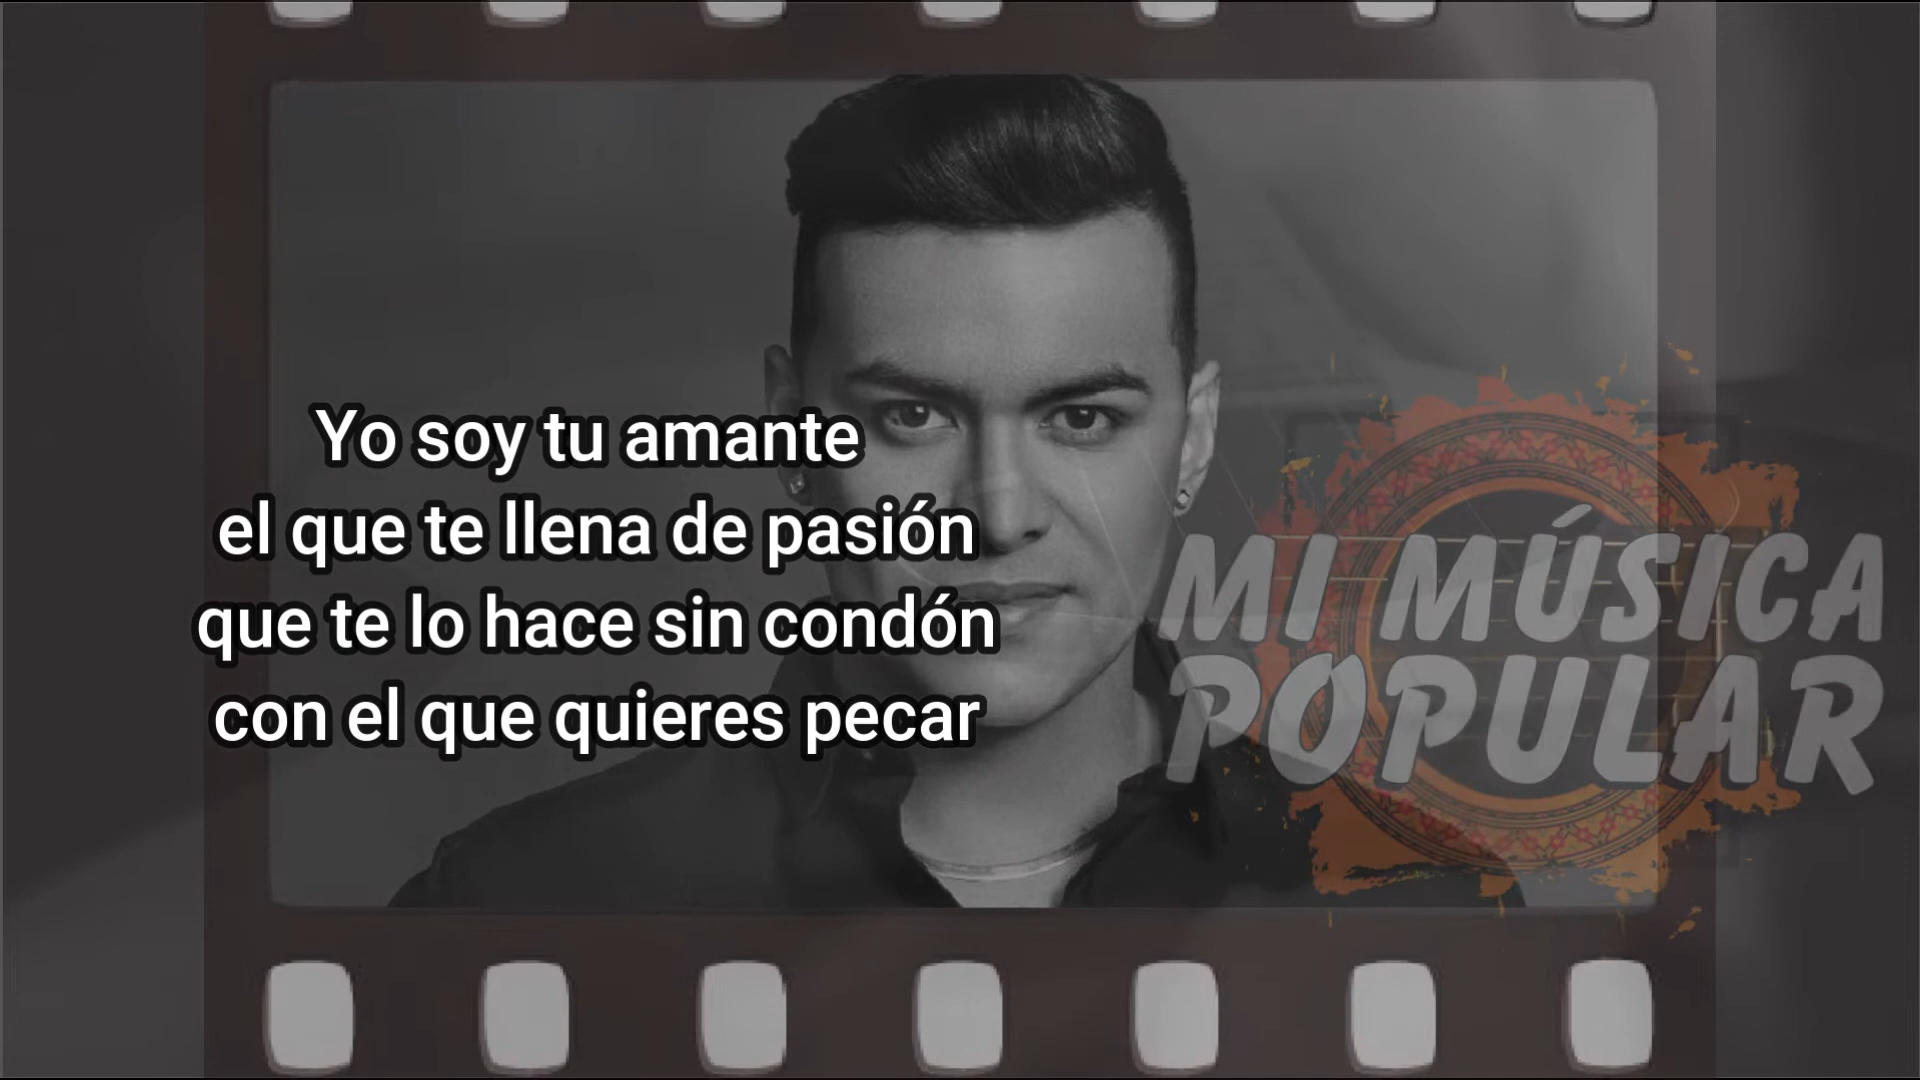 Yo soy tu amante
el que te llena de pasión
que te lo hace sin condón
con el que quieres pecar
MI MÚSICA
POPULAR